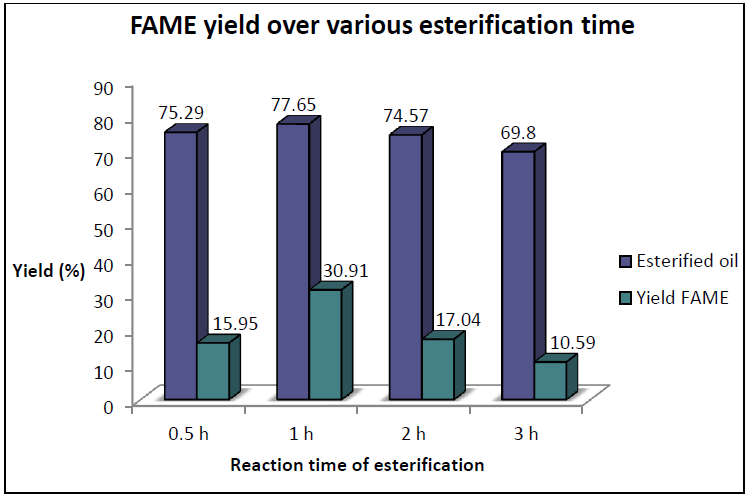 FAME yield over various esterification time
90
80
70
60
50
40
30
20
10
0
Yield (%)
75.29
77.65
74.57
69.8
15.95
30.91
17.04
10.59
Esterified oil
Yield FAME
0.5 h
1 h
2 h
3 h
Reaction time of esterification